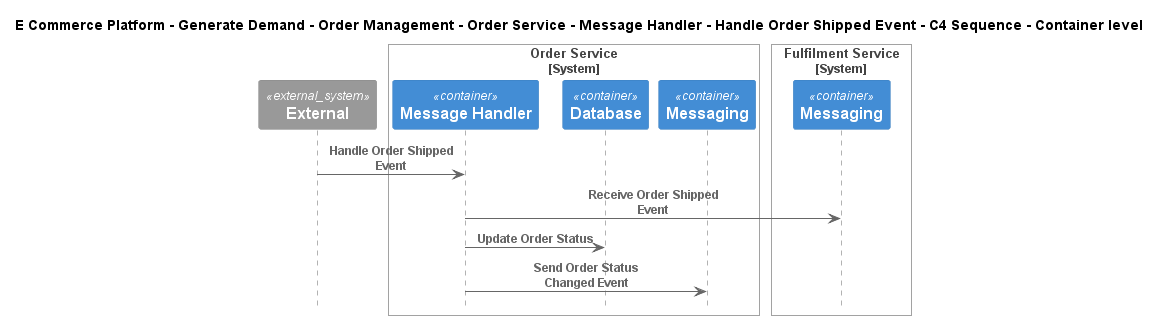 E Commerce Platform - Generate Demand - Order Management - Order Service - Message Handler - Handle Order Shipped Event - C4 Sequence - Container level
Order Service
[System]
Fulfilment Service
[System]
«external_system»
External
«container»
Message Handler
«container»
Database
«container»
Messaging
«container»
Messaging
Handle Order Shipped
Event
Receive Order Shipped
Event
Update Order Status
Send Order Status
Changed Event